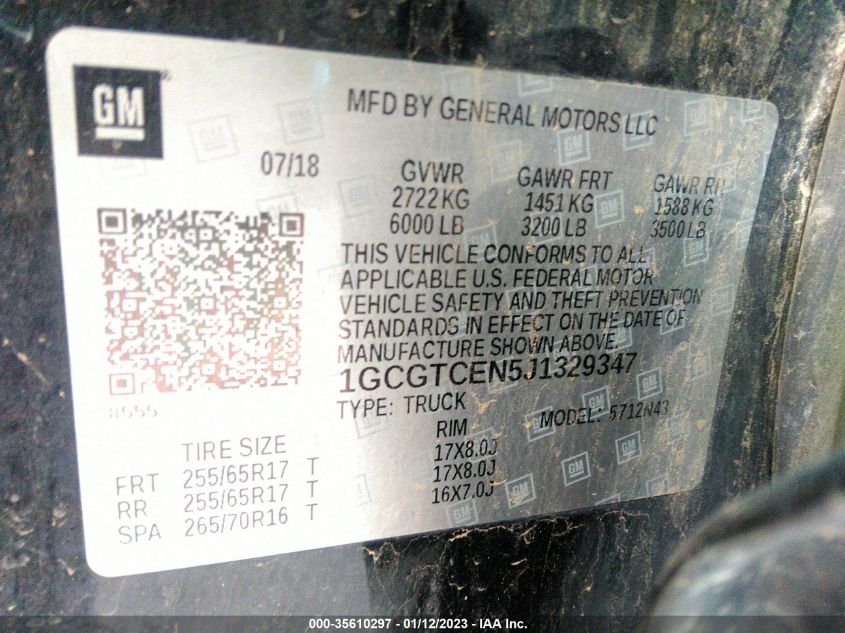 GM
MFD BY GENERAL MOTORS LLC
07/18
GVWR GAWR FRT GAWR RR
2722 KG 1451 KG 1588 KG
6000 LB 3200 LB 3500 LB
THIS VEHICLE CONFORMS TO ALL
APPLICABLE U.S. FEDERAL MOTOR
VEHICLE SAFETY AND THEFT PREVENTION
STANDARDS IN EFFECT ON THE DATE OF
MANUFACTURE SHOWN ABOVE.
1GCGTCEN5J1329347
8555
TYPE: TRUCK MODEL: 5712N43
TIRE SIZE RIM
FRT 255/65R17 T 17X8.0J
RR 255/65R17 T 17X8.0J
SPA 265/70R16 T 16X7.0J
000-35610297 - 01/12/2023 - IAA Inc.